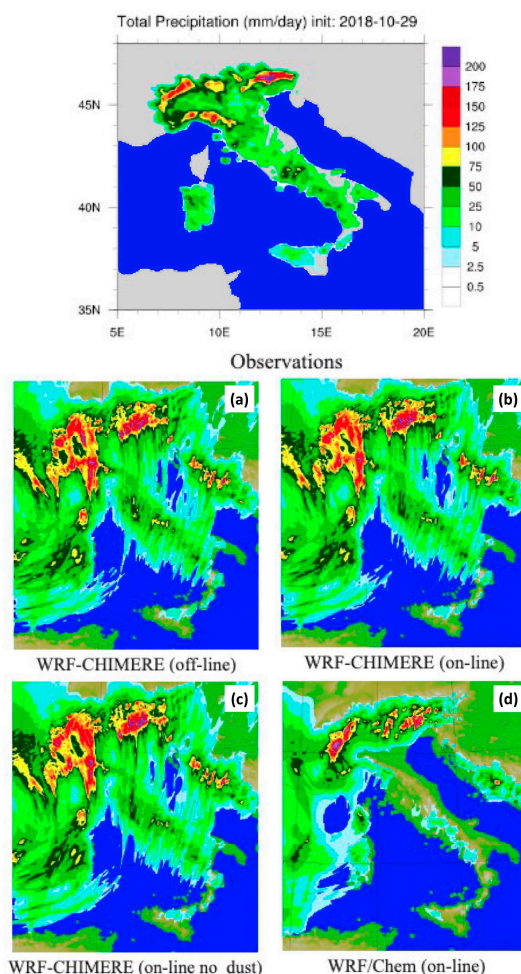 Total Precipitation (mm/day) init: 2018-10-29
200
175
150
125
100
75
50
25
10
5
2.5
0.5
45N
40N
35N
5E 10E 15E 20E
Observations
(a) (b)
WRF-CHIMERE (off-line) WRF-CHIMERE (on-line)
(c) (d)
WRF-CHIMERE (on-line no_dust) WRF/Chem (on-line)